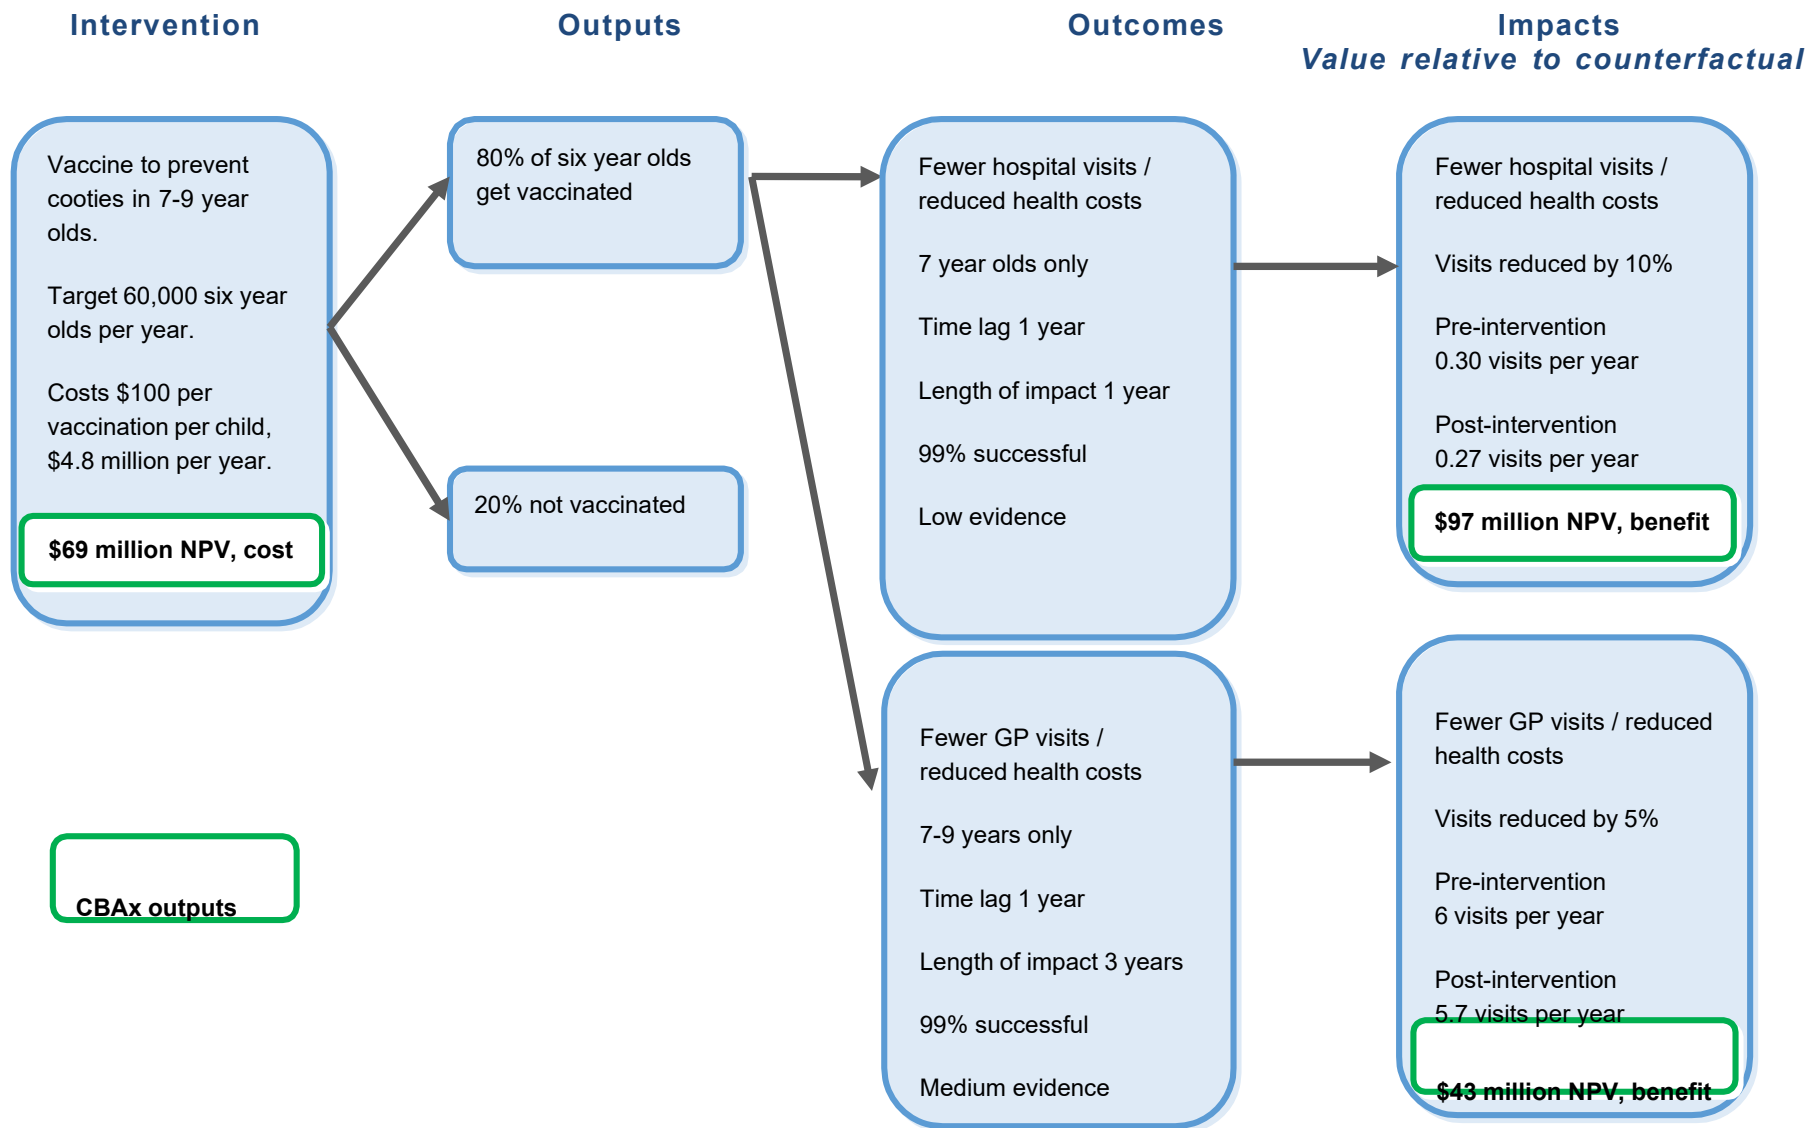 Intervention
Outputs
Outcomes
Impacts
Value relative to counterfactual
Vaccine to prevent
cooties in 7-9 year
olds.
Target 60,000 six year
olds per year.
Costs $100 per
vaccination per child,
$4.8 million per year.
$69 million NPV, cost
80% of six year olds
get vaccinated
20% not vaccinated
Fewer hospital visits /
reduced health costs
7 year olds only
Time lag 1 year
Length of impact 1 year
99% successful
Low evidence
Fewer hospital visits /
reduced health costs
Visits reduced by 10%
Pre-intervention
0.30 visits per year
Post-intervention
0.27 visits per year
$97 million NPV, benefit
Fewer GP visits /
reduced health costs
7-9 years only
Time lag 1 year
Length of impact 3 years
99% successful
Medium evidence
Fewer GP visits / reduced
health costs
Visits reduced by 5%
Pre-intervention
6 visits per year
Post-intervention
5.7 visits per year
$43 million NPV, benefit
CBAx outputs